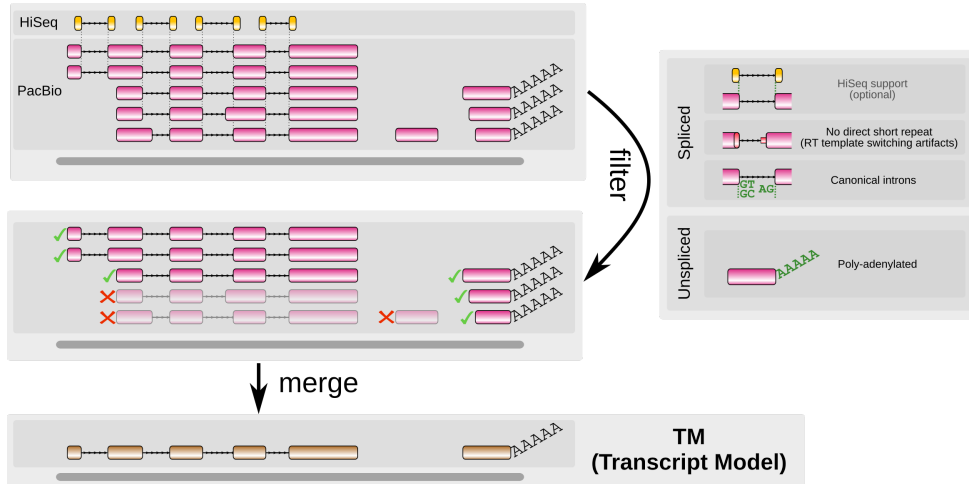 HiSeq
PacBio
AAAAA
AAAAA
AAAAA
filter
Spliced
HiSeq support
(optional)
No direct short repeat
(RT template switching artifacts)
GT
GC
AG
Canonical introns
Unspliced
AAAAA
Poly-adenylated
AAAAA
AAAAA
AAAAA
merge
AAAAA
TM
(Transcript Model)